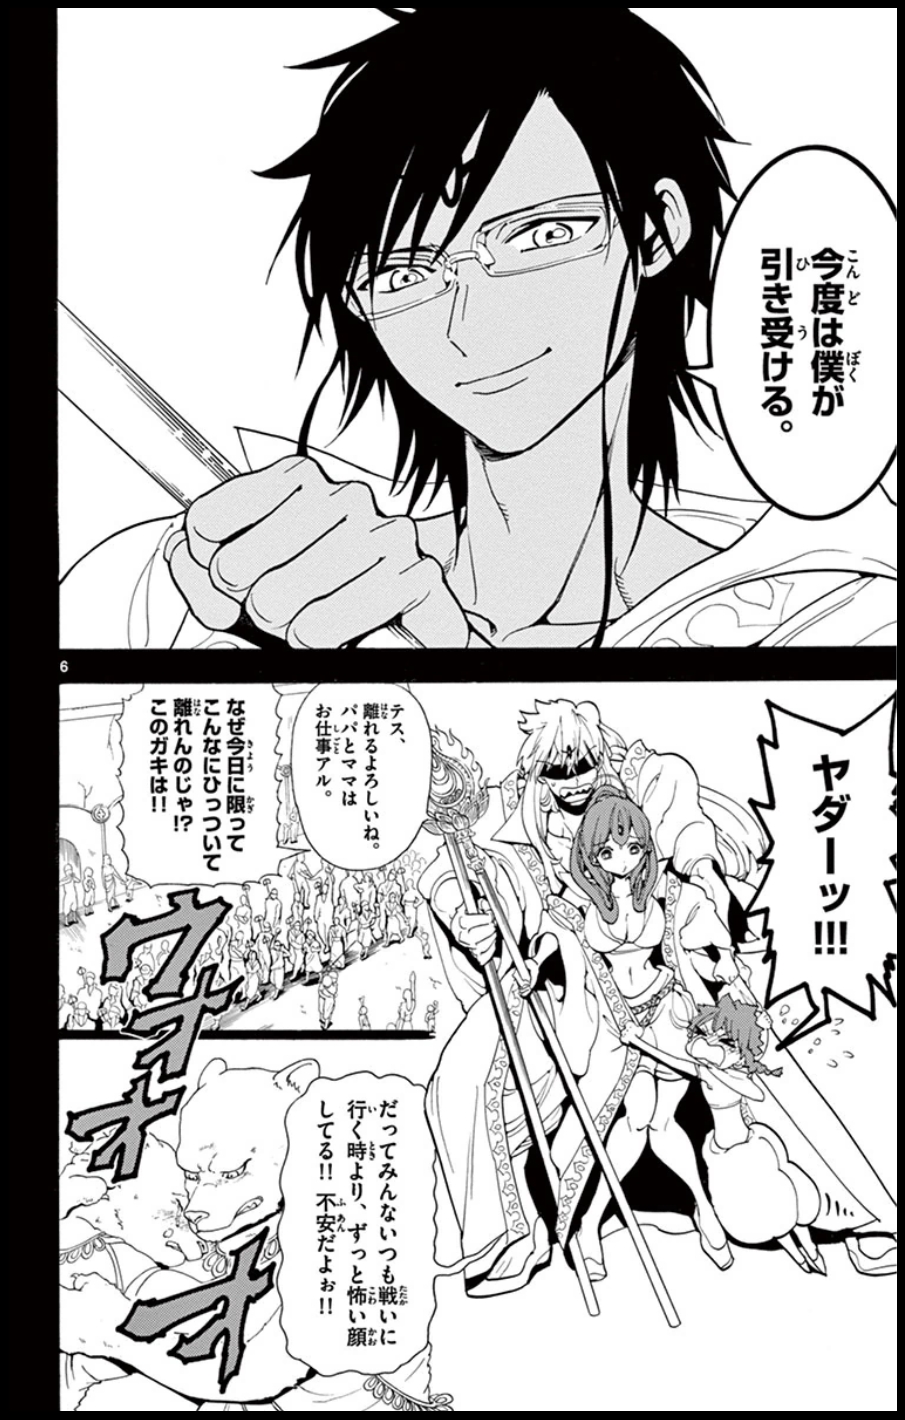 今度は僕が
引き受ける。
6
ヤダーッ!!!
テス、
離れるよろしいね。
パパとママは
お仕事アル。
なぜ今日に限って
こんなにひっついて
離れんのじゃ!?
このガキは!!
ウォオオオ
だってみんないつも戦いに
行く時より、ずっと怖い顔
してる!! 不安だよぉ!!